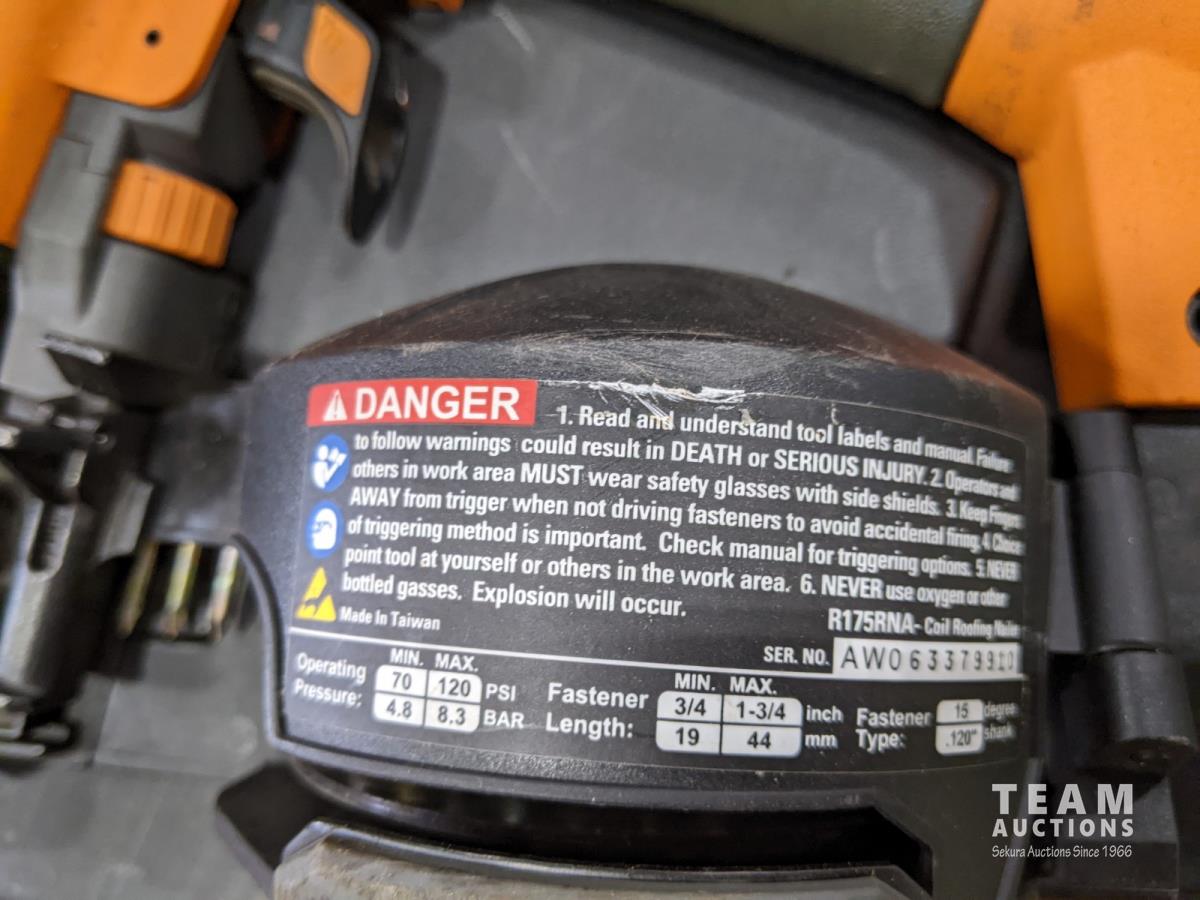 DANGER
1. Read and understand tool labels and manual. Failure
to follow warnings could result in DEATH or SERIOUS INJURY. 2. Operators and
others in work area MUST wear safety glasses with side shields. 3. Keep Fingers
AWAY from trigger when not driving fasteners to avoid accidental firing, 4. Choice
of triggering method is important. Check manual for triggering options. 5. NEVER
point tool at yourself or others in the work area. 6. NEVER use oxygen or other
bottled gasses. Explosion will occur.
R175RNA- Coil Roofing Nailer
Made In Taiwan
SER. NO. AW06337991
Operating Pressure:
MIN. MAX.
70 120 PSI
4.8 8.3 BAR
Fastener Length:
MIN. MAX.
3/4 1-3/4 inch
19 44 mm
Fastener Type:
15 degree
.120" shank
TEAM
AUCTIONS
Sekura Auctions Since 1966